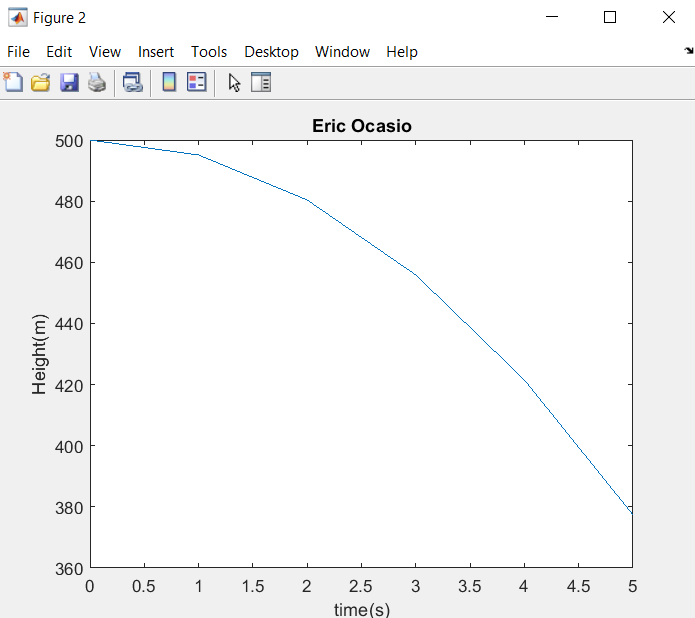 Figure 2
File Edit View Insert Tools Desktop Window Help
Eric Ocasio
500
480
460
440
420
400
380
360
Height(m)
0 0.5 1 1.5 2 2.5 3 3.5 4 4.5 5
time(s)